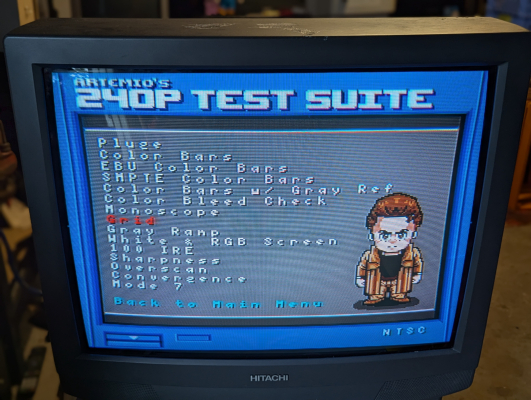 ARTEMIO'S
240P TEST SUITE
Pluge
Color Bars
EBU Color Bars
SMPTE Color Bars
Color Bars w/ Gray Ref
Color Bleed Check
Monoscope
Grid
Gray Ramp
White & RGB Screen
100 IRE
Sharpness
Overscan
Convergence
Mode 7
Back to Main Menu
NTSC
HITACHI